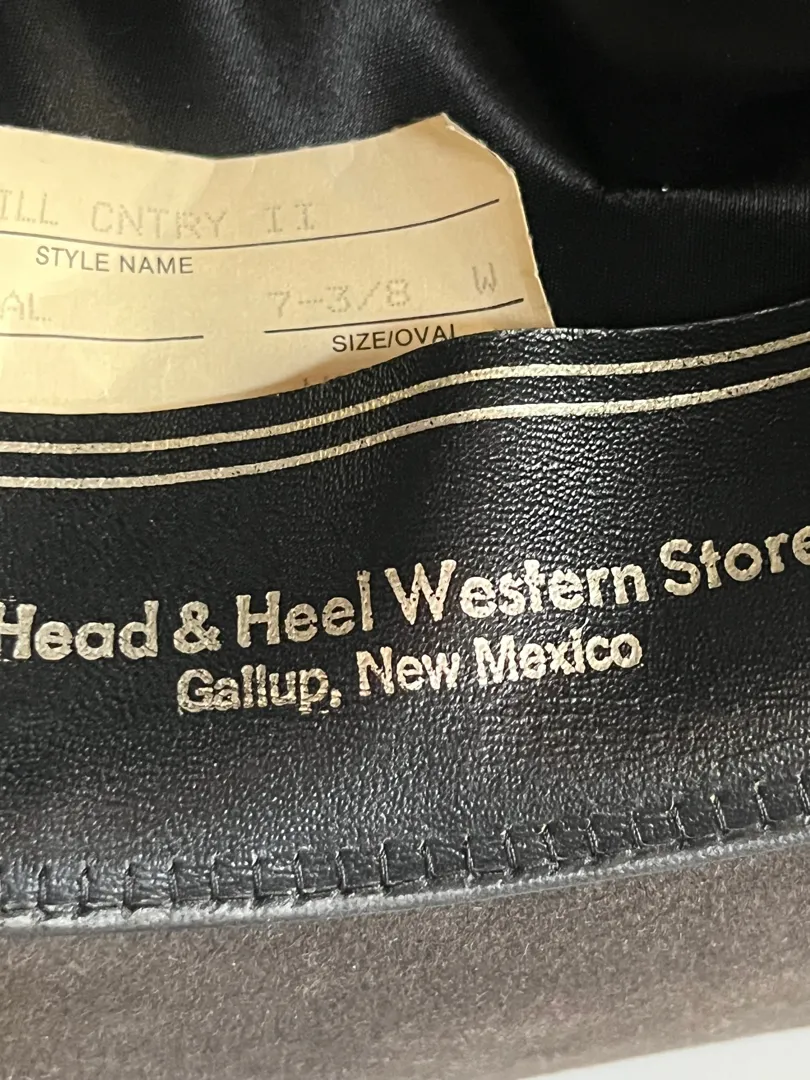 ILL CNTRY II
STYLE NAME
AL 7-3/8 W
SIZE/OVAL
Head & Heel Western Store
Gallup, New Mexico